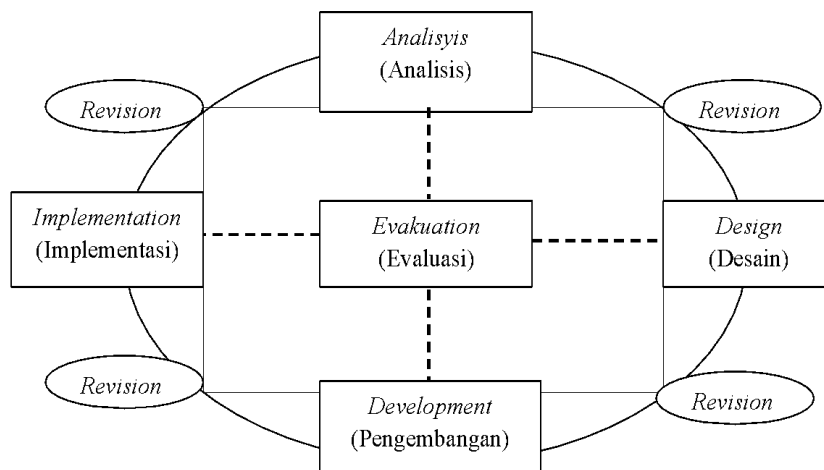 Analisyis
(Analisis)
Revision
Revision
Implementation
(Implementasi)
Evakuation
(Evaluasi)
Design
(Desain)
Revision
Revision
Development
(Pengembangan)